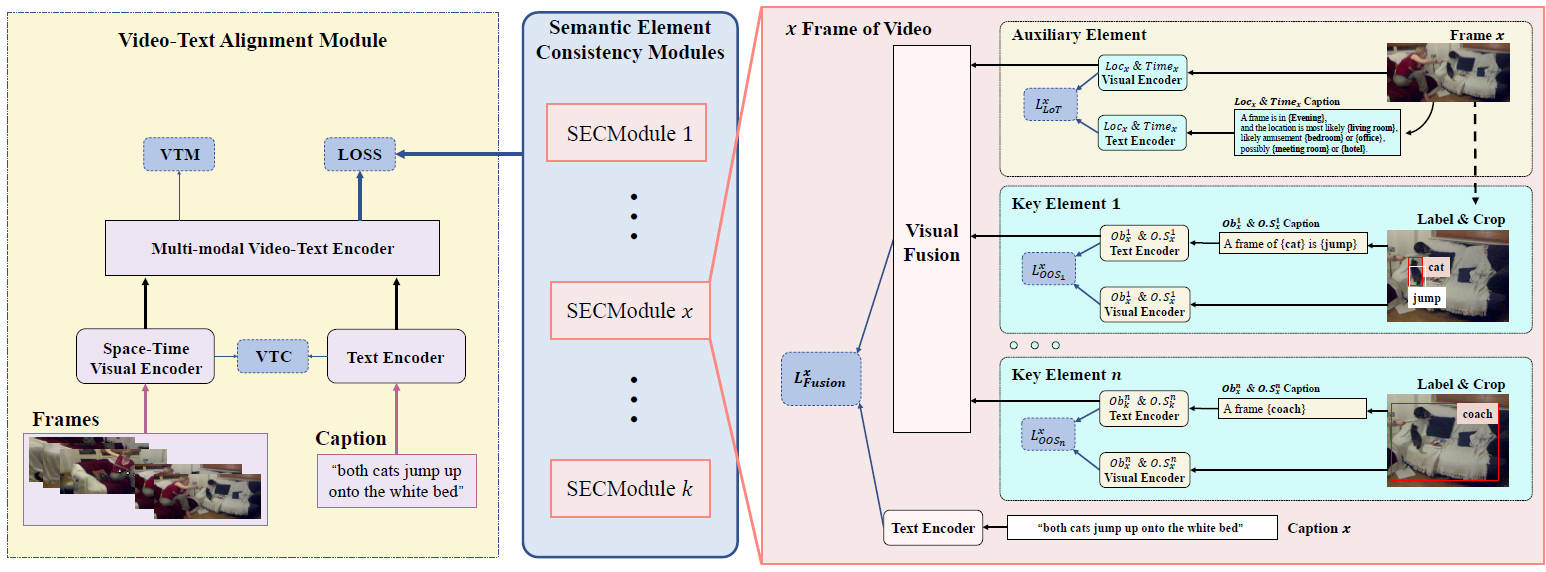 Video-Text Alignment Module
VTM
LOSS
Multi-modal Video-Text Encoder
Space-Time
Visual Encoder
VTC
Text Encoder
Frames
Caption
“both cats jump up
onto the white bed”
Semantic Element
Consistency Modules
SECModule 1
SECModule x
SECModule k
x Frame of Video
Visual
Fusion
L^x_Fusion
Text Encoder
“both cats jump up onto the white bed”
Caption x
Auxiliary Element
Frame x
Loc_x & Time_x
Visual Encoder
L^x_LoT
Loc_x & Time_x
Text Encoder
Loc_x & Time_x Caption
A frame is in {Evening},
and the location is most likely {living room},
likely amusement {bedroom} or {office},
possibly {meeting room} or {hotel}.
Key Element 1
Label & Crop
Ob^1_x & O.S^1_x
Text Encoder
Ob^1_x & O.S^1_x Caption
A frame of {cat} is {jump}
L^x_OOS_1
Ob^1_x & O.S^1_x
Visual Encoder
cat
jump
Key Element n
Label & Crop
Ob^n_k & O.S^n_k
Text Encoder
Ob^n_x & O.S^n_x Caption
A frame {coach}
L^x_OOS_n
Ob^n_x & O.S^n_x
Visual Encoder
coach